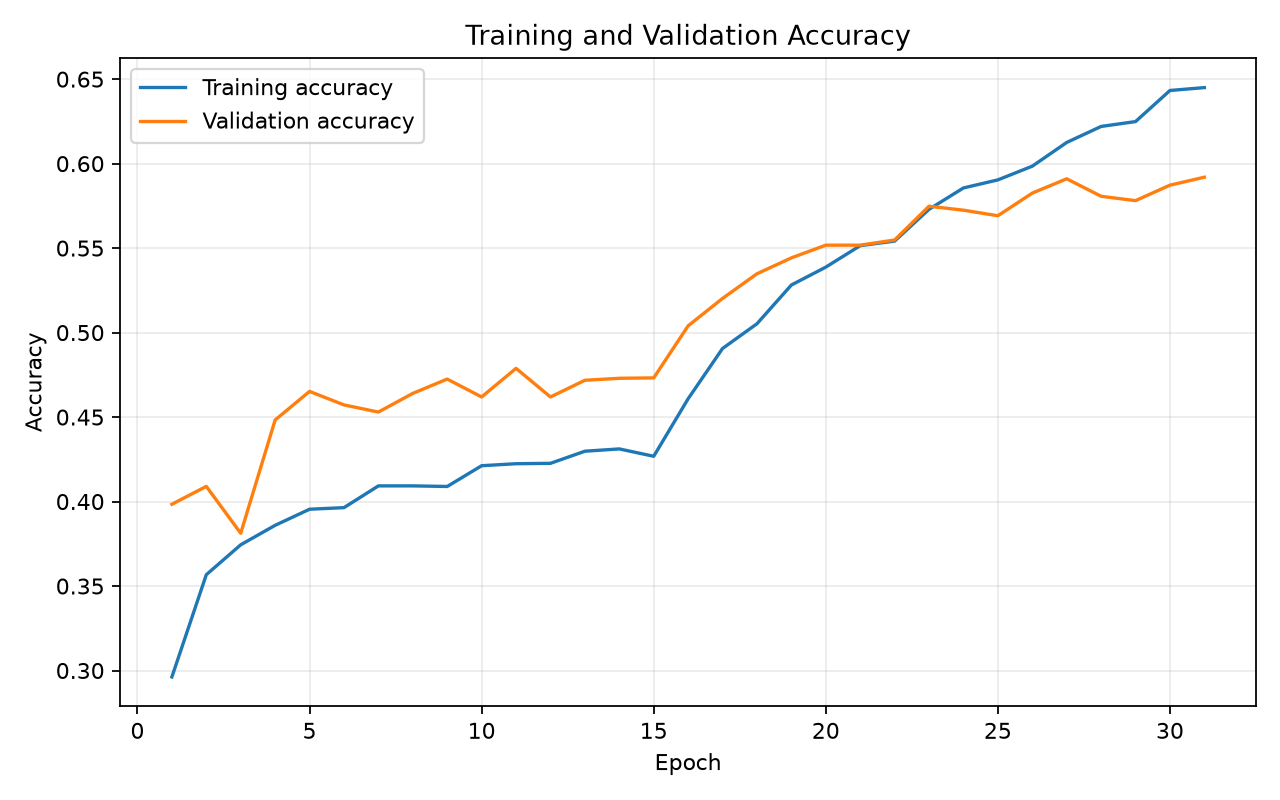 Training and Validation Accuracy
Training accuracy
Validation accuracy
0.65
0.60
0.55
0.50
0.45
0.40
0.35
0.30
Accuracy
0 5 10 15 20 25 30
Epoch